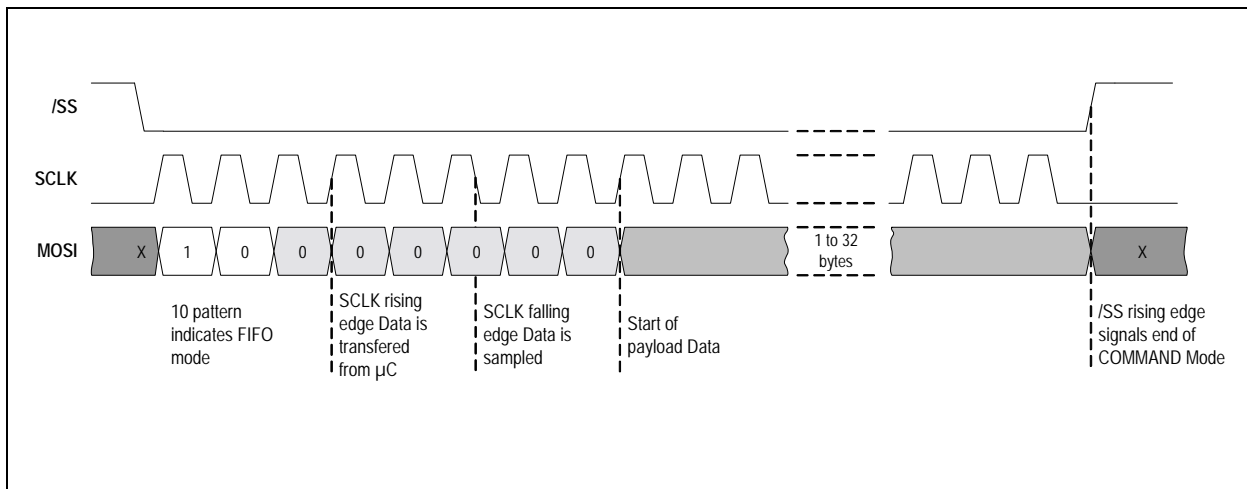 /SS
SCLK
MOSI
X
1
0
0
0
0
0
0
0
1 to 32
bytes
X
10 pattern
indicates FIFO
mode
SCLK rising
edge Data is
transfered
from µC
SCLK falling
edge Data is
sampled
Start of
payload Data
/SS rising edge
signals end of
COMMAND Mode